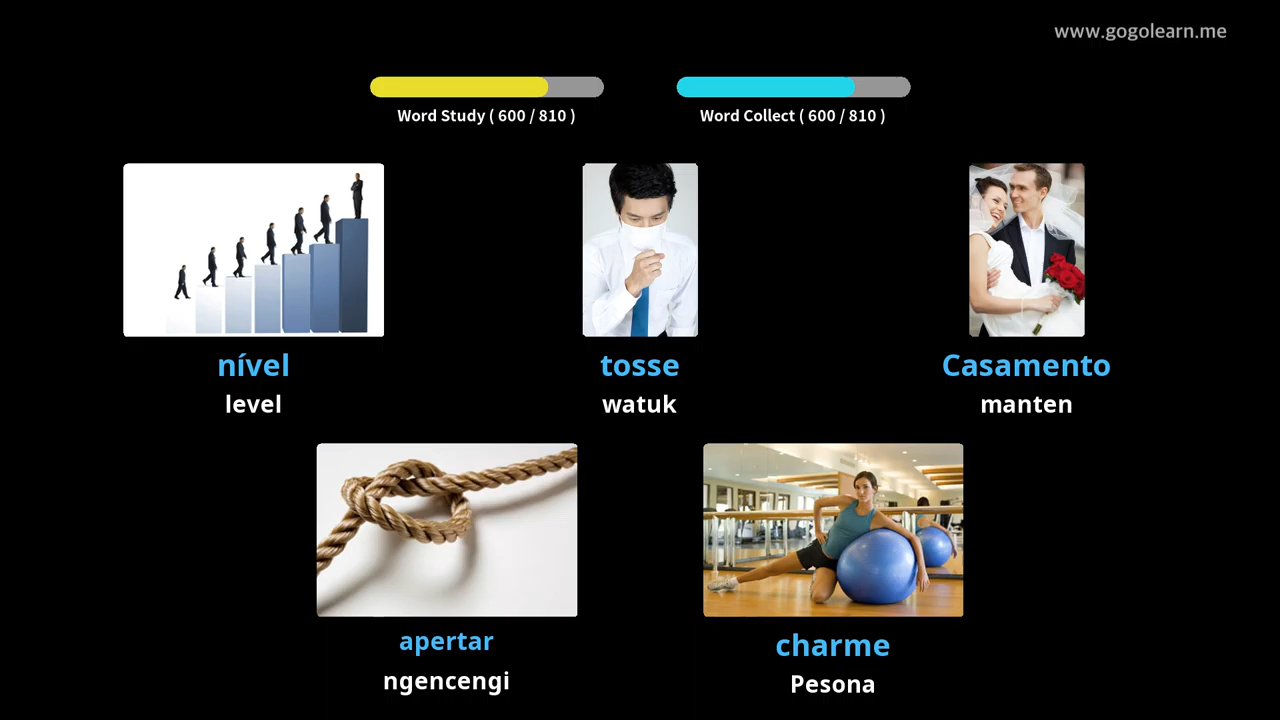 www.gogolearn.me
Word Study ( 600 / 810 )
Word Collect ( 600 / 810 )
nível
level
tosse
watuk
Casamento
manten
apertar
ngencengi
charme
Pesona